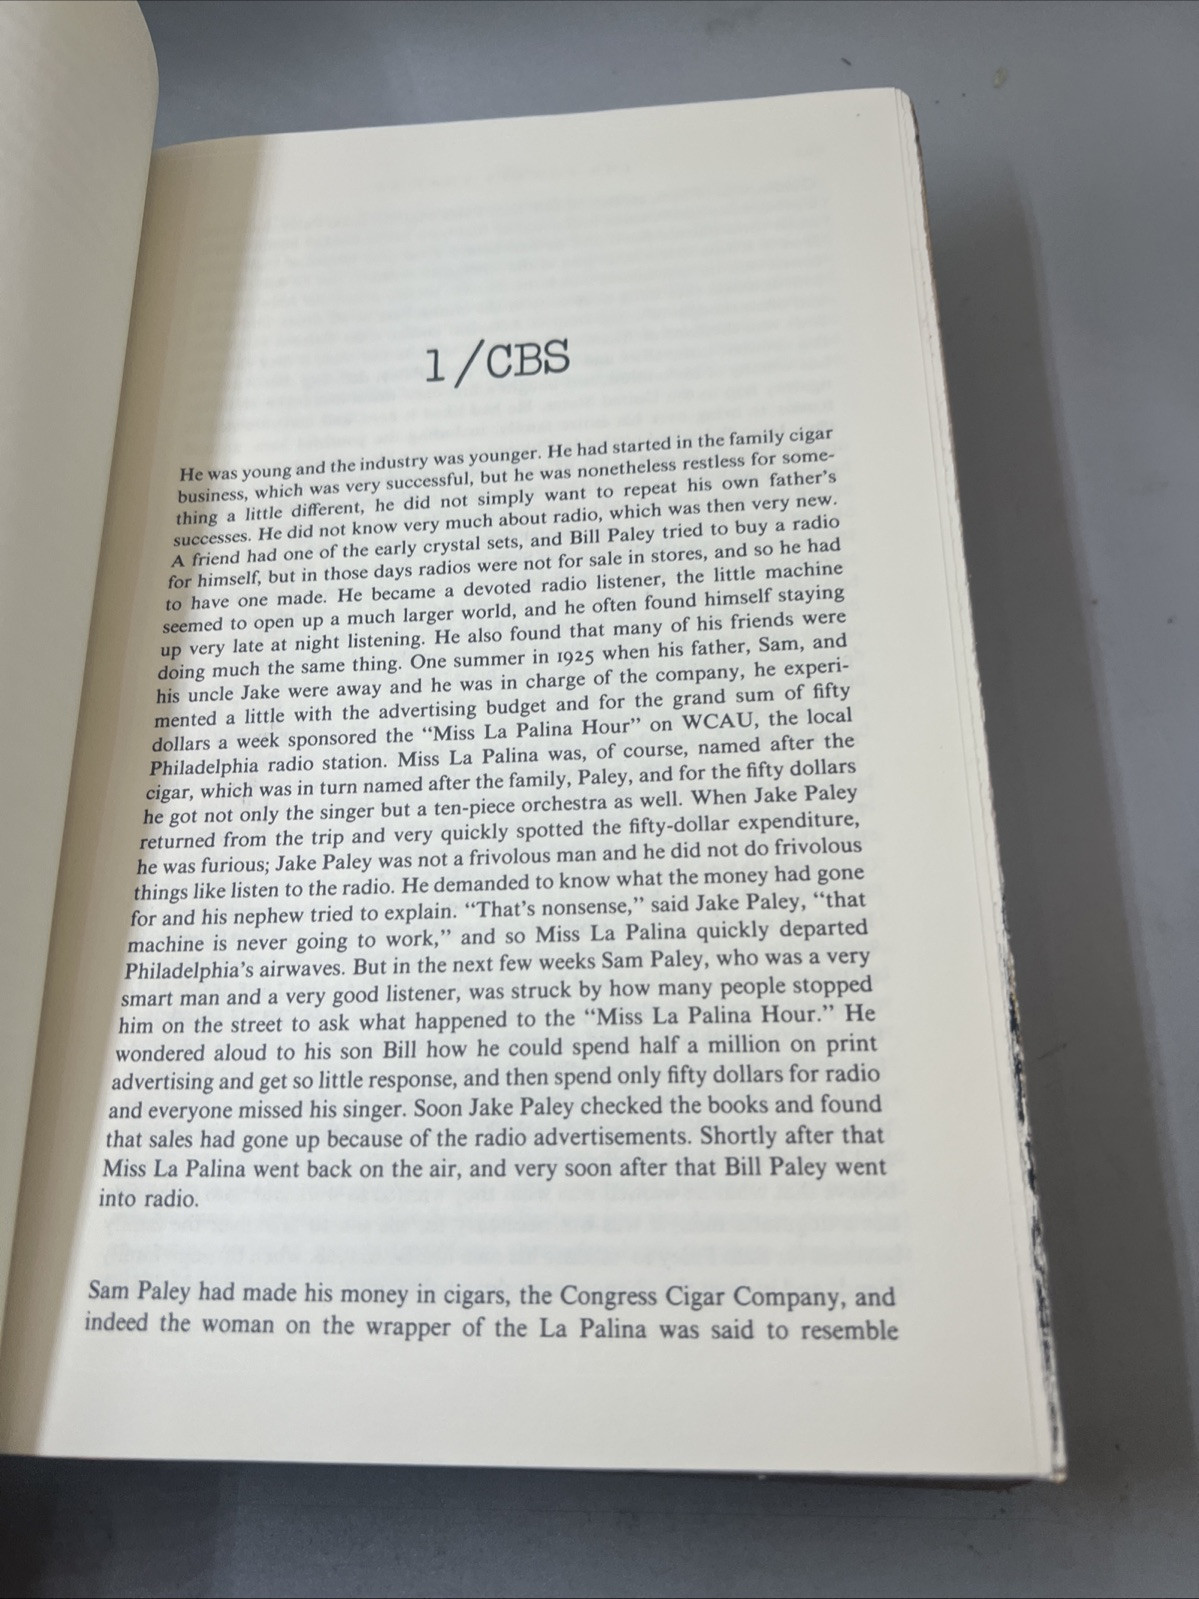 1/CBS
He was young and the industry was younger. He had started in the family cigar
business, which was very successful, but he was nonetheless restless for some-
thing a little different, he did not simply want to repeat his own father's
successes. He did not know very much about radio, which was then very new.
A friend had one of the early crystal sets, and Bill Paley tried to buy a radio
for himself, but in those days radios were not for sale in stores, and so he had
to have one made. He became a devoted radio listener, the little machine
seemed to open up a much larger world, and he often found himself staying
up very late at night listening. He also found that many of his friends were
doing much the same thing. One summer in 1925 when his father, Sam, and
his uncle Jake were away and he was in charge of the company, he experi-
mented a little with the advertising budget and for the grand sum of fifty
dollars a week sponsored the "Miss La Palina Hour" on WCAU, the local
Philadelphia radio station. Miss La Palina was, of course, named after the
cigar, which was in turn named after the family, Paley, and for the fifty dollars
he got not only the singer but a ten-piece orchestra as well. When Jake Paley
returned from the trip and very quickly spotted the fifty-dollar expenditure,
he was furious; Jake Paley was not a frivolous man and he did not do frivolous
things like listen to the radio. He demanded to know what the money had gone
for and his nephew tried to explain. "That's nonsense," said Jake Paley, "that
machine is never going to work," and so Miss La Palina quickly departed
Philadelphia's airwaves. But in the next few weeks Sam Paley, who was a very
smart man and a very good listener, was struck by how many people stopped
him on the street to ask what happened to the "Miss La Palina Hour." He
wondered aloud to his son Bill how he could spend half a million on print
advertising and get so little response, and then spend only fifty dollars for radio
and everyone missed his singer. Soon Jake Paley checked the books and found
that sales had gone up because of the radio advertisements. Shortly after that
Miss La Palina went back on the air, and very soon after that Bill Paley went
into radio.
Sam Paley had made his money in cigars, the Congress Cigar Company, and
indeed the woman on the wrapper of the La Palina was said to resemble